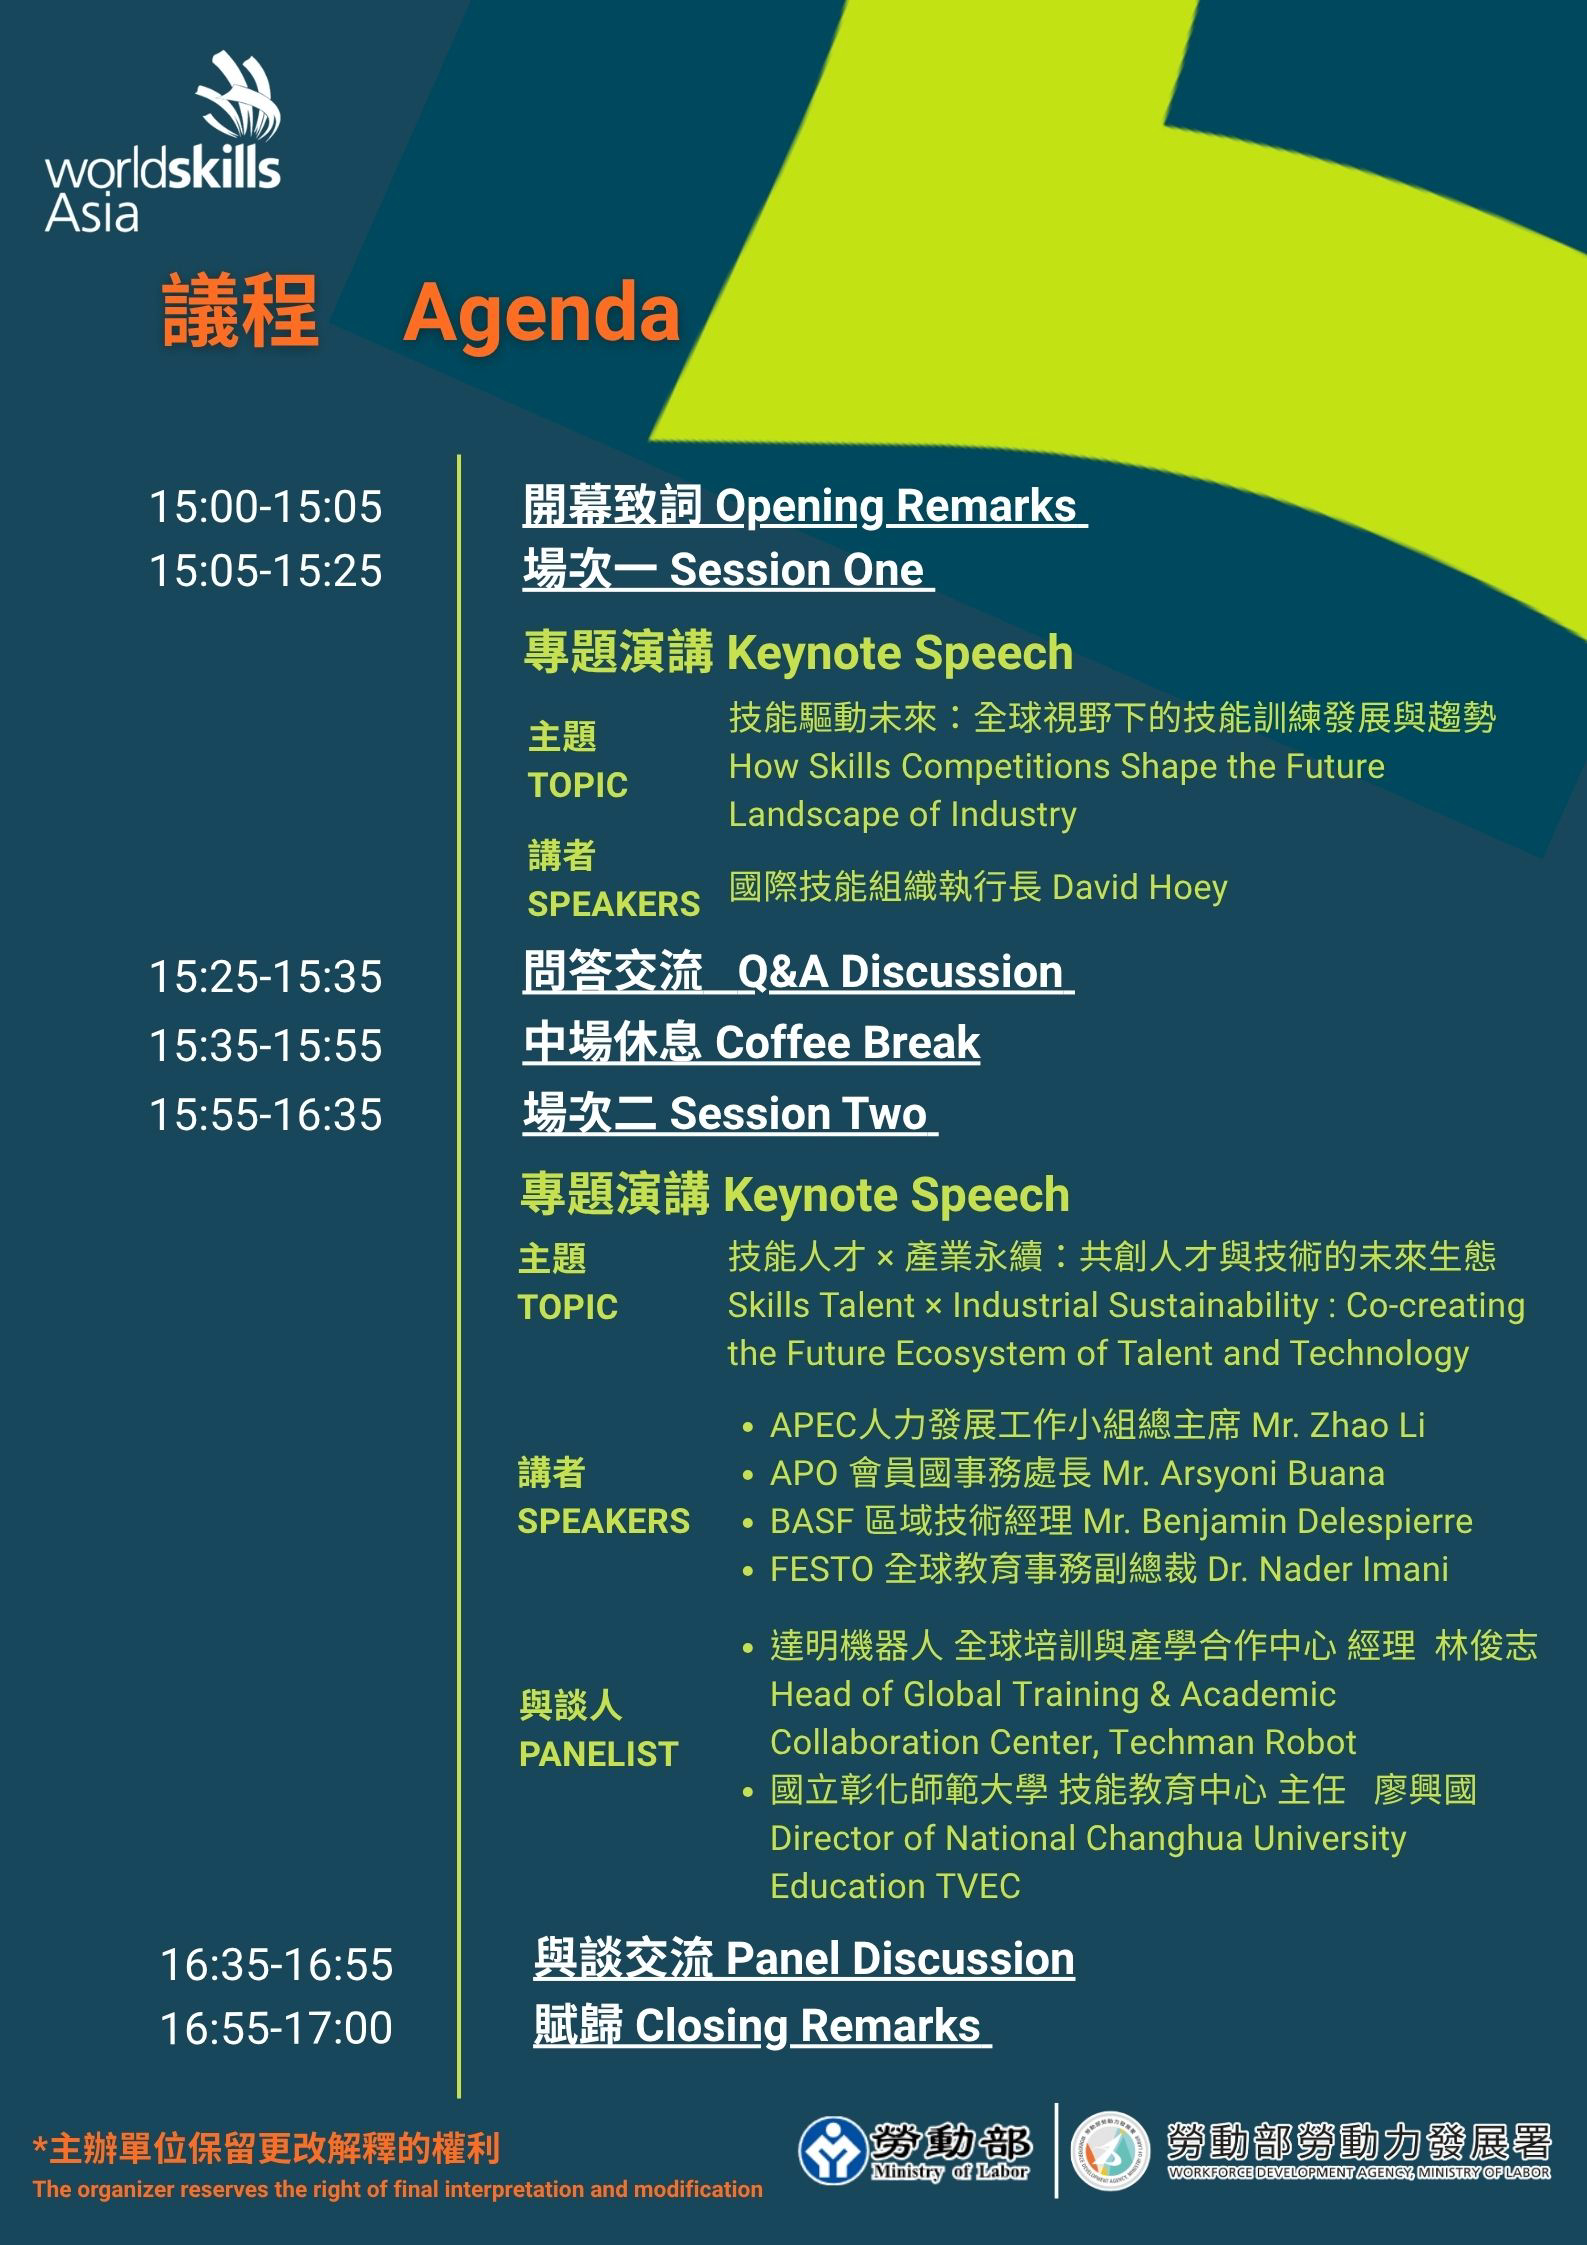 worldskills
Asia
議程 Agenda
15:00-15:05 開幕致詞 Opening Remarks
15:05-15:25 場次一 Session One
專題演講 Keynote Speech
主題
TOPIC
技能驅動未來：全球視野下的技能訓練發展與趨勢
How Skills Competitions Shape the Future
Landscape of Industry
講者
SPEAKERS
國際技能組織執行長 David Hoey
15:25-15:35 問答交流 Q&A Discussion
15:35-15:55 中場休息 Coffee Break
15:55-16:35 場次二 Session Two
專題演講 Keynote Speech
主題
TOPIC
技能人才 × 產業永續：共創人才與技術的未來生態
Skills Talent × Industrial Sustainability : Co-creating
the Future Ecosystem of Talent and Technology
講者
SPEAKERS
• APEC人力發展工作小組總主席 Mr. Zhao Li
• APO 會員國事務處長 Mr. Arsyoni Buana
• BASF 區域技術經理 Mr. Benjamin Delespierre
• FESTO 全球教育事務副總裁 Dr. Nader Imani
與談人
PANELIST
• 達明機器人 全球培訓與產學合作中心 經理 林俊志
Head of Global Training & Academic
Collaboration Center, Techman Robot
• 國立彰化師範大學 技能教育中心 主任 廖興國
Director of National Changhua University
Education TVEC
16:35-16:55 與談交流 Panel Discussion
16:55-17:00 賦歸 Closing Remarks
*主辦單位保留更改解釋的權利
The organizer reserves the right of final interpretation and modification
勞動部
Ministry of Labor
勞動部勞動力發展署
WORKFORCE DEVELOPMENT AGENCY, MINISTRY OF LABOR